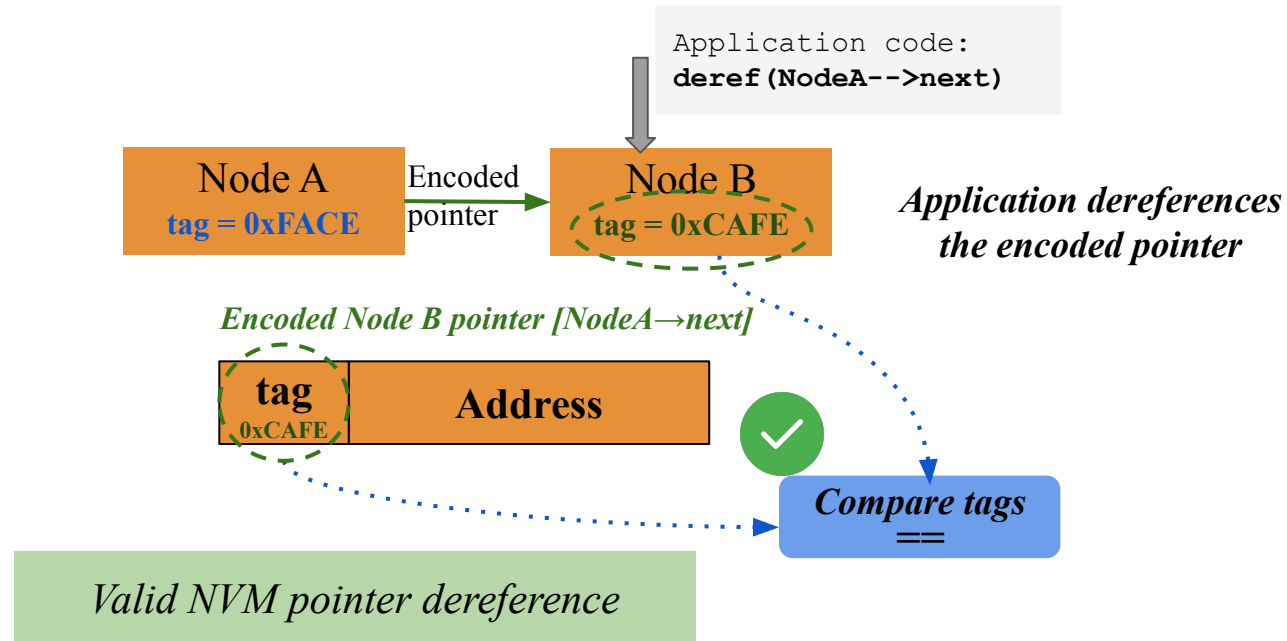 Application code:
deref(NodeA-->next)
Node A
tag = 0xFACE
Encoded
pointer
Node B
tag = 0xCAFE
Application dereferences
the encoded pointer
Encoded Node B pointer [NodeA→next]
tag
0xCAFE
Address
Compare tags
==
Valid NVM pointer dereference